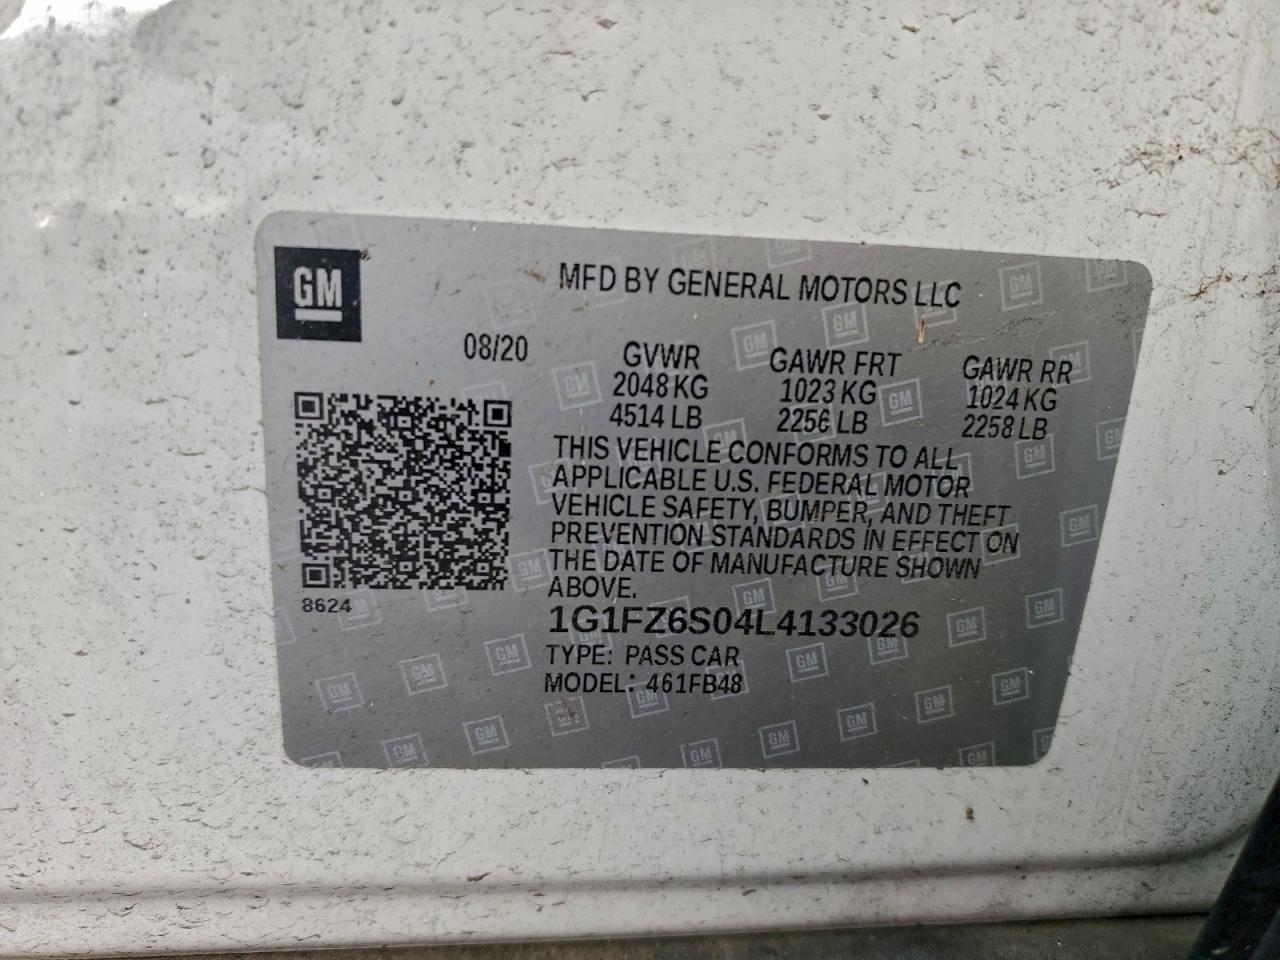 GM
MFD BY GENERAL MOTORS LLC
08/20
GVWR GAWR FRT GAWR RR
2048 KG 1023 KG 1024 KG
4514 LB 2256 LB 2258 LB
THIS VEHICLE CONFORMS TO ALL
APPLICABLE U.S. FEDERAL MOTOR
VEHICLE SAFETY, BUMPER, AND THEFT
PREVENTION STANDARDS IN EFFECT ON
THE DATE OF MANUFACTURE SHOWN
ABOVE.
8624
1G1FZ6S04L4133026
TYPE: PASS CAR
MODEL: 461FB48